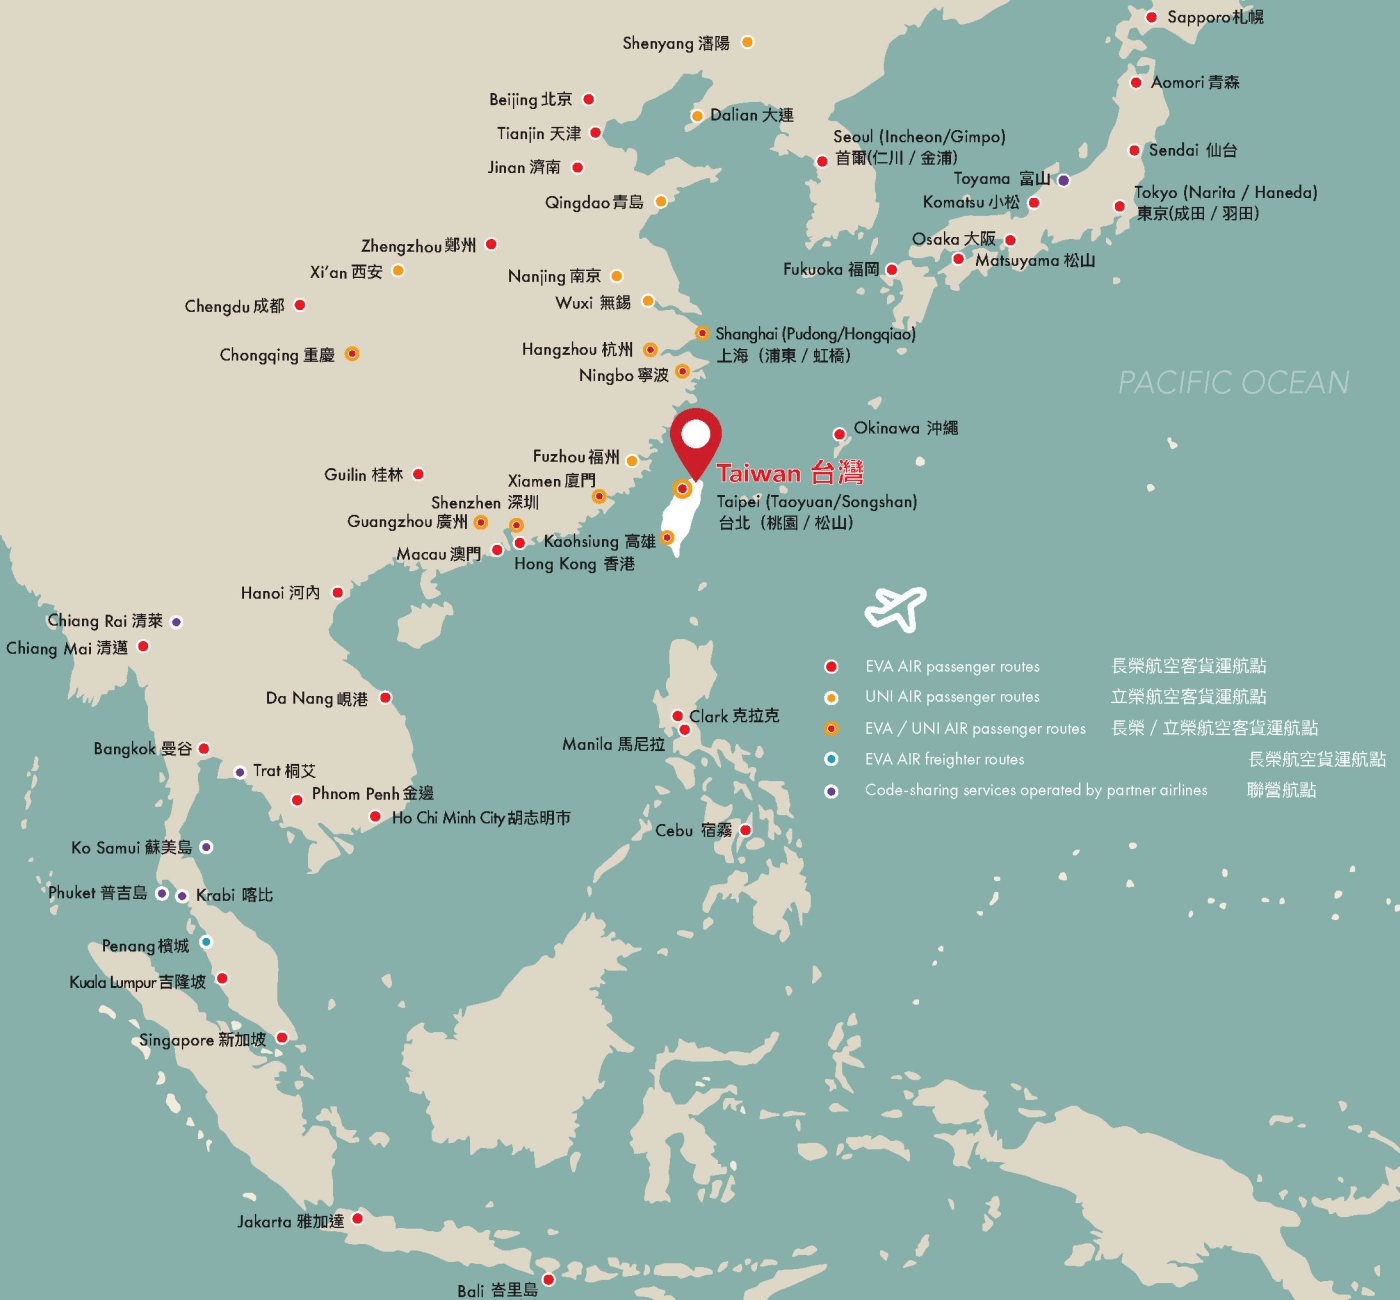 Sapporo 札幌
Shenyang 瀋陽
Aomori 青森
Beijing 北京
Dalian 大連
Tianjin 天津
Seoul (Incheon/Gimpo)
首爾(仁川 / 金浦)
Sendai 仙台
Jinan 濟南
Toyama 富山
Tokyo (Narita / Haneda)
東京(成田 / 羽田)
Qingdao 青島
Komatsu 小松
Osaka 大阪
Zhengzhou 鄭州
Matsuyama 松山
Xi'an 西安
Fukuoka 福岡
Nanjing 南京
Wuxi 無錫
Chengdu 成都
Shanghai (Pudong/Hongqiao)
上海（浦東 / 虹橋）
Hangzhou 杭州
Chongqing 重慶
Ningbo 寧波
PACIFIC OCEAN
Okinawa 沖繩
Fuzhou 福州
Taiwan 台灣
Guilin 桂林
Xiamen 廈門
Shenzhen 深圳
Taipei (Taoyuan/Songshan)
台北（桃園 / 松山）
Guangzhou 廣州
Kaohsiung 高雄
Macau 澳門
Hong Kong 香港
Hanoi 河內
Chiang Rai 清萊
Chiang Mai 清邁
EVA AIR passenger routes 長榮航空客貨運航點
UNI AIR passenger routes 立榮航空客貨運航點
EVA / UNI AIR passenger routes 長榮 / 立榮航空客貨運航點
EVA AIR freighter routes 長榮航空貨運航點
Code-sharing services operated by partner airlines 聯營航點
Da Nang 峴港
Clark 克拉克
Manila 馬尼拉
Bangkok 曼谷
Trat 桐艾
Phnom Penh 金邊
Ho Chi Minh City 胡志明市
Cebu 宿霧
Ko Samui 蘇美島
Phuket 普吉島
Krabi 喀比
Penang 檳城
Kuala Lumpur 吉隆坡
Singapore 新加坡
Jakarta 雅加達
Bali 峇里島